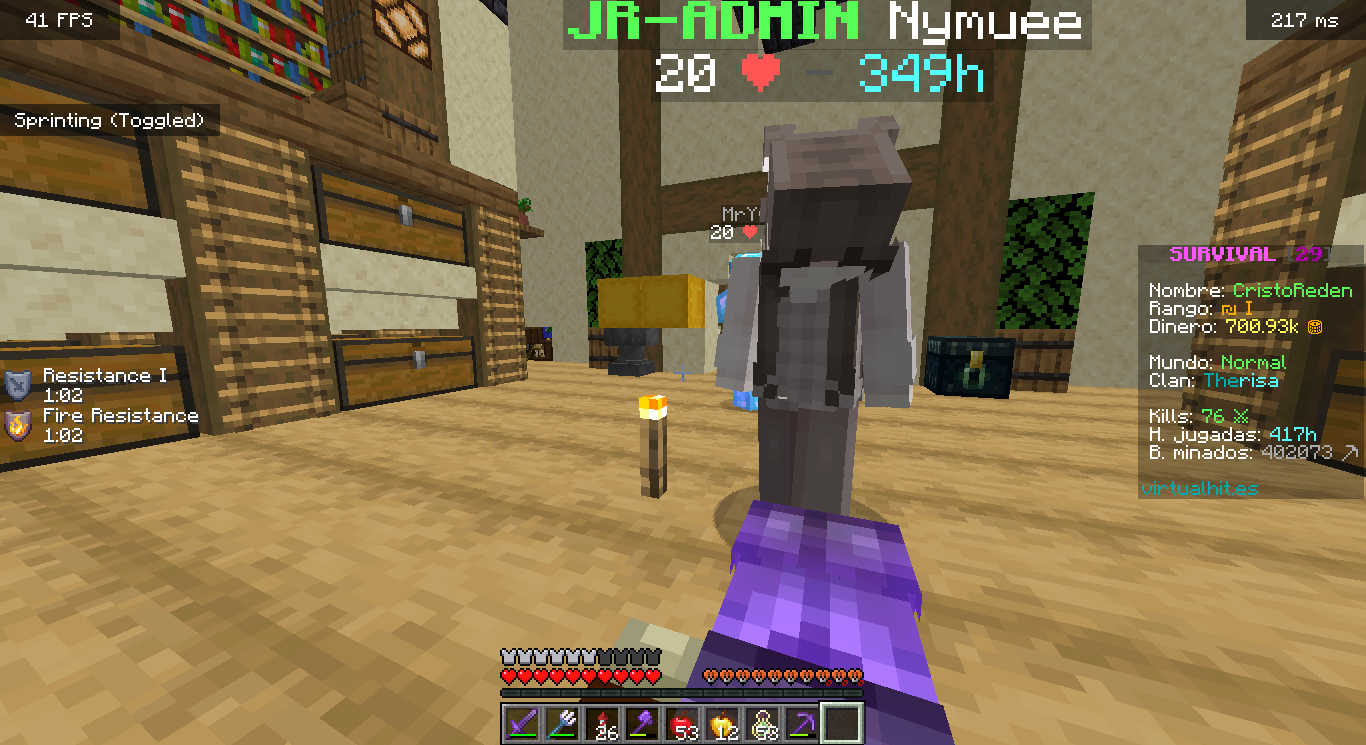 41 FPS
JR-ADMIN Nymuee
217 ms
20 - 349h
Sprinting (Toggled)
MrY
20
SURVIVAL [29]
Nombre: CristoReden
Rango: I
Dinero: 700.93k
Mundo: Normal
Clan: Therisa
Resistance I
1:02
Fire Resistance
1:02
Kills: 76
H. jugadas: 417h
B. minados: 402073
virtualhit.es
26
53
12
63